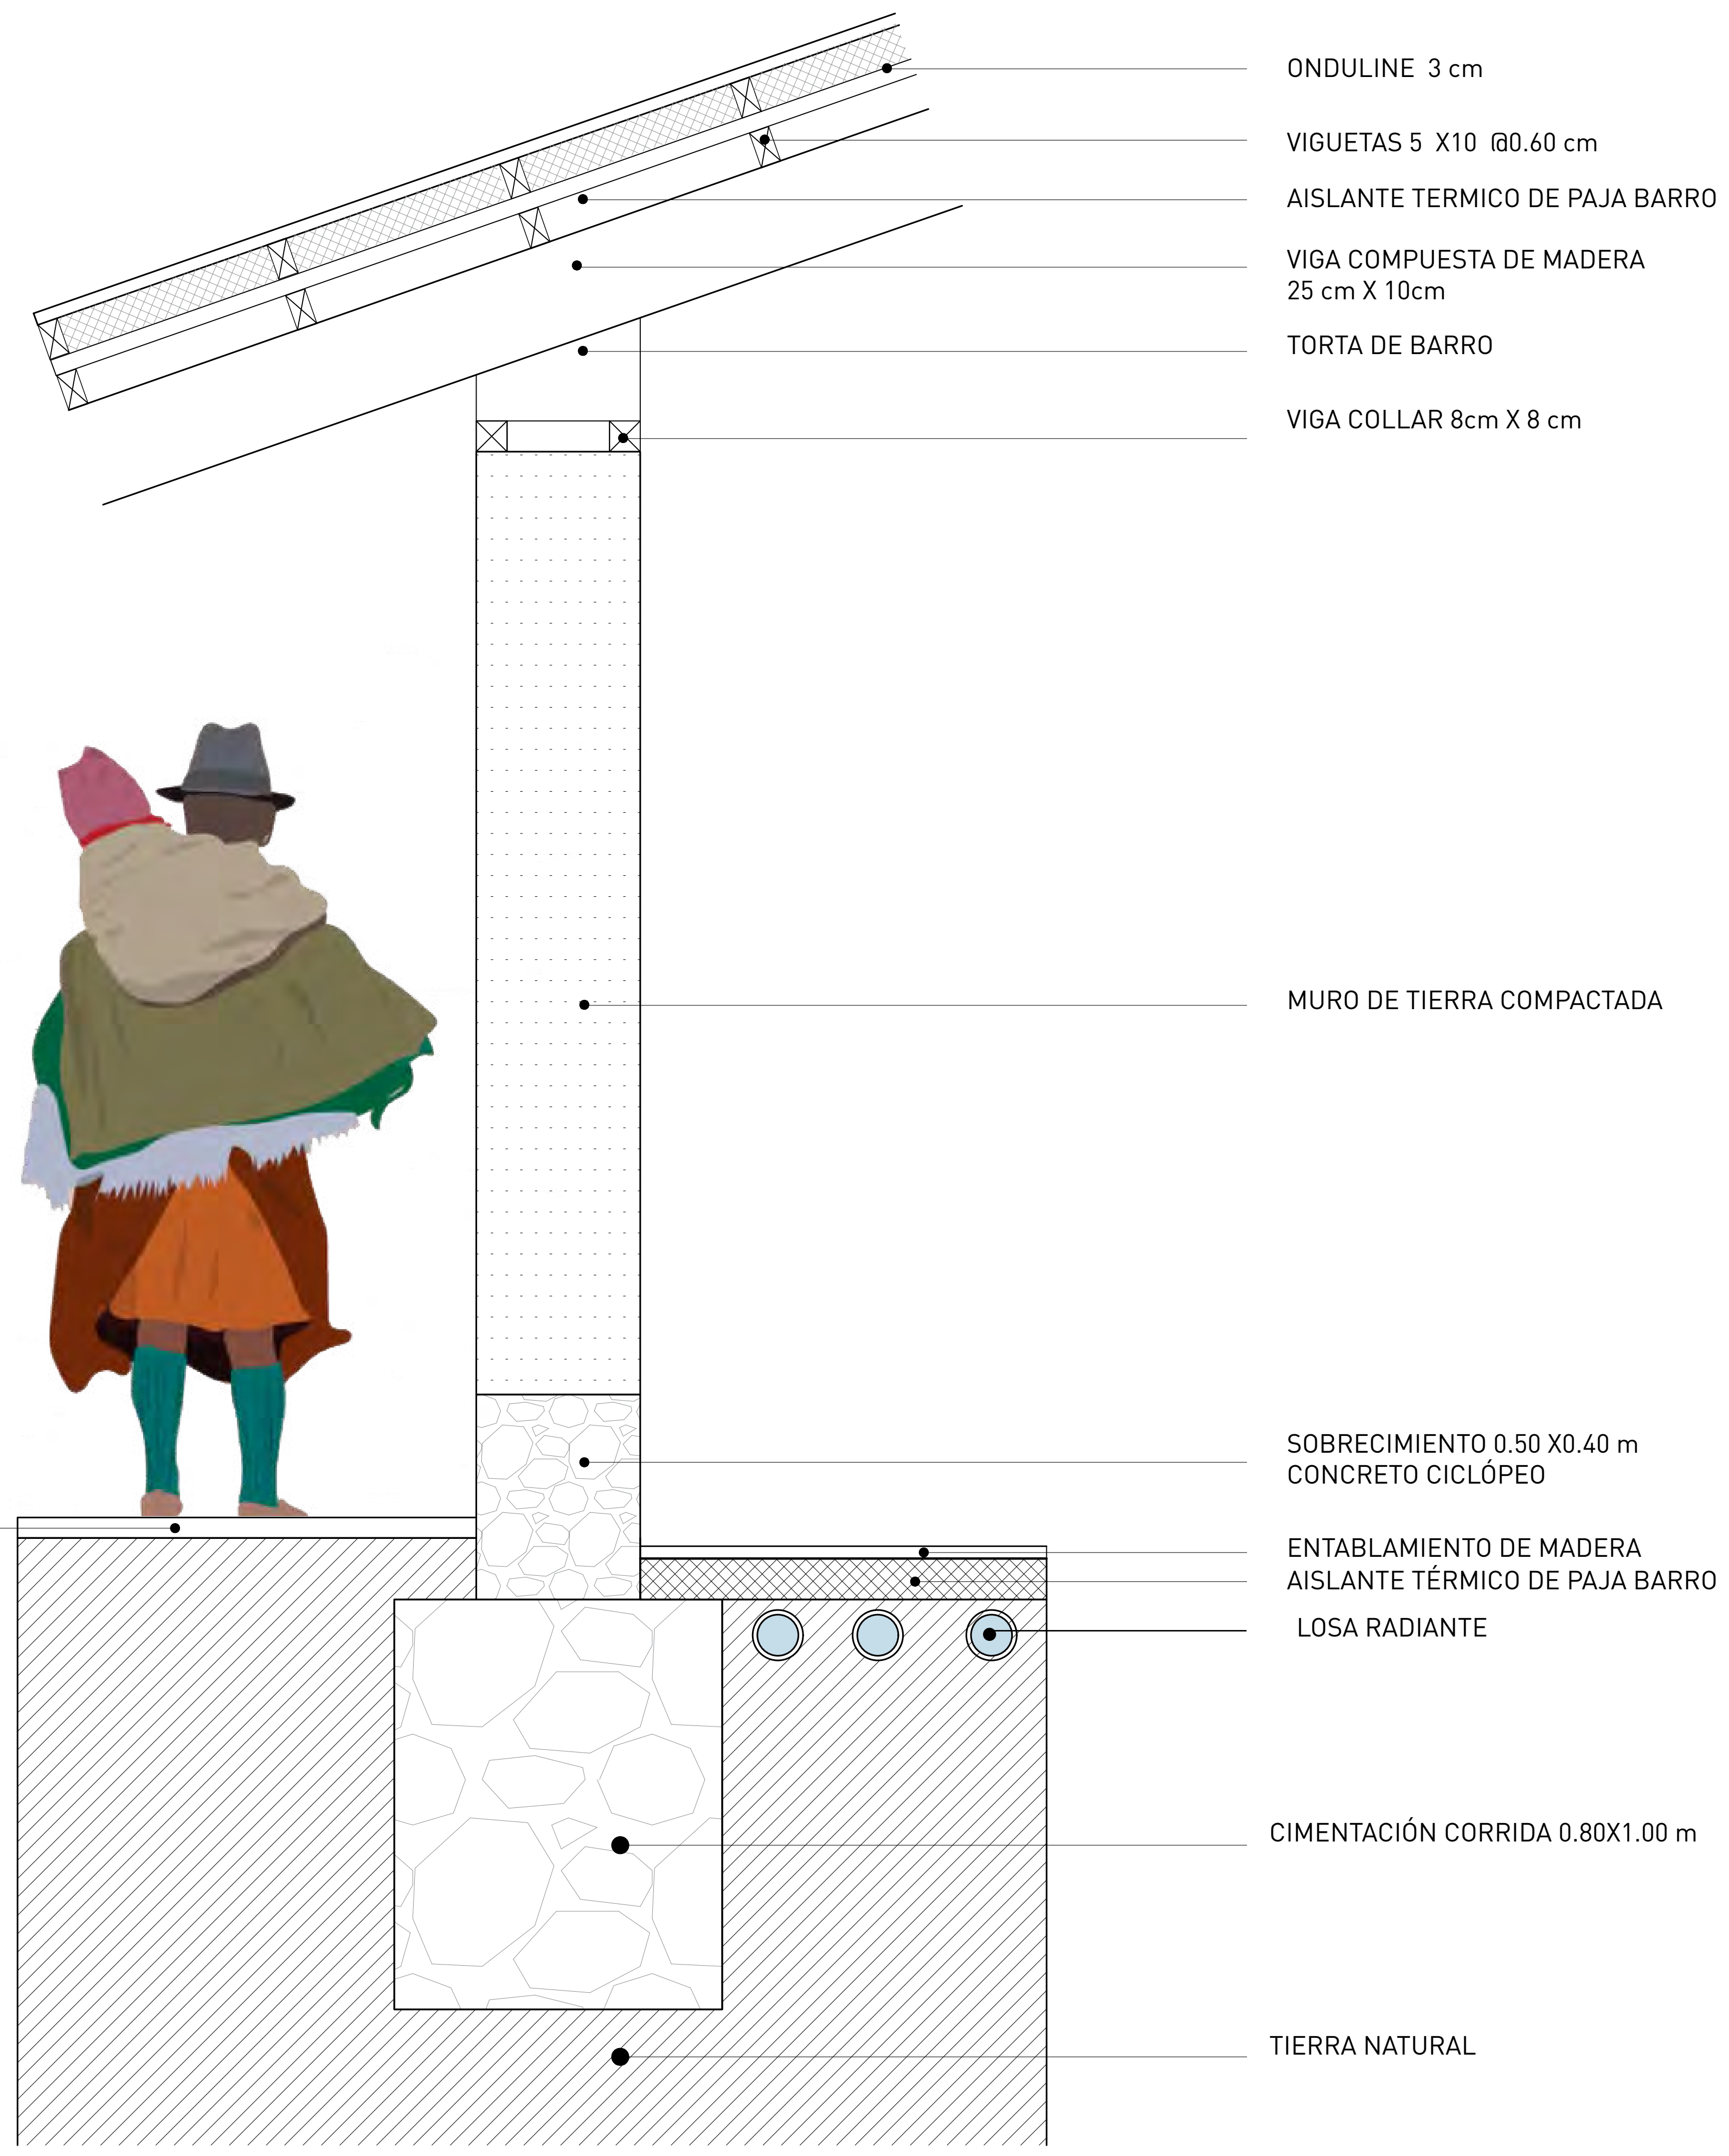 ONDULINE 3 cm
VIGUETAS 5 X10 @0.60 cm
AISLANTE TERMICO DE PAJA BARRO
VIGA COMPUESTA DE MADERA
25 cm X 10cm
TORTA DE BARRO
VIGA COLLAR 8cm X 8 cm
MURO DE TIERRA COMPACTADA
SOBRECIMIENTO 0.50 X0.40 m
CONCRETO CICLÓPEO
ENTABLAMIENTO DE MADERA
AISLANTE TÉRMICO DE PAJA BARRO
LOSA RADIANTE
CIMENTACIÓN CORRIDA 0.80X1.00 m
TIERRA NATURAL